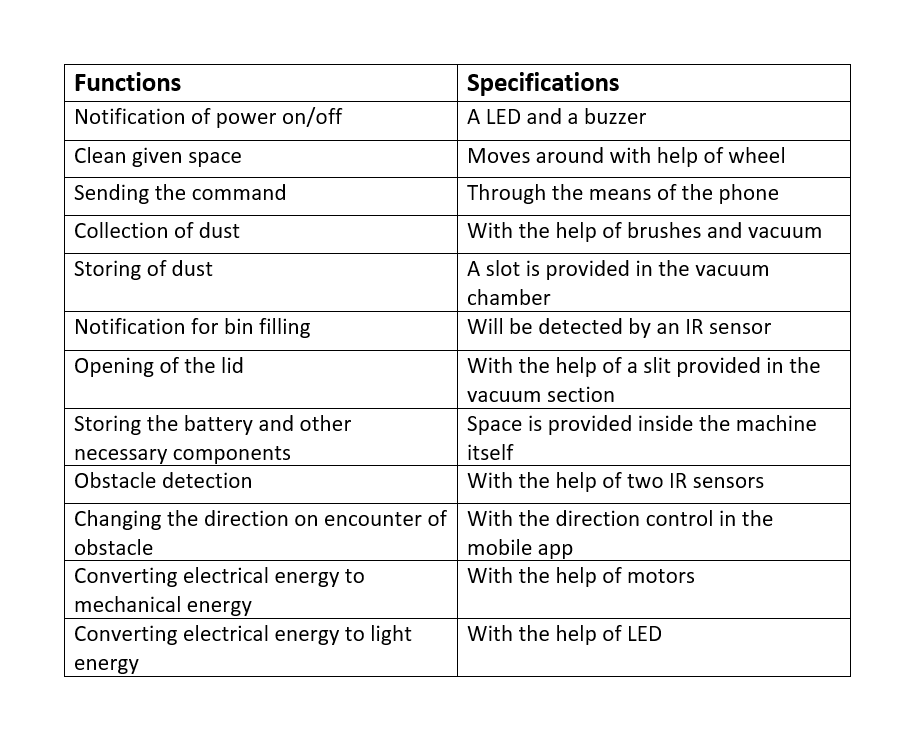 Functions Specifications
Notification of power on/off A LED and a buzzer
Clean given space Moves around with help of wheel
Sending the command Through the means of the phone
Collection of dust With the help of brushes and vacuum
Storing of dust A slot is provided in the vacuum
chamber
Notification for bin filling Will be detected by an IR sensor
Opening of the lid With the help of a slit provided in the
vacuum section
Storing the battery and other Space is provided inside the machine
necessary components itself
Obstacle detection With the help of two IR sensors
Changing the direction on encounter of With the direction control in the
obstacle mobile app
Converting electrical energy to With the help of motors
mechanical energy
Converting electrical energy to light With the help of LED
energy